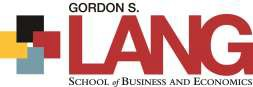 GORDON S.
LANG
SCHOOL of BUSINESS AND ECONOMICS